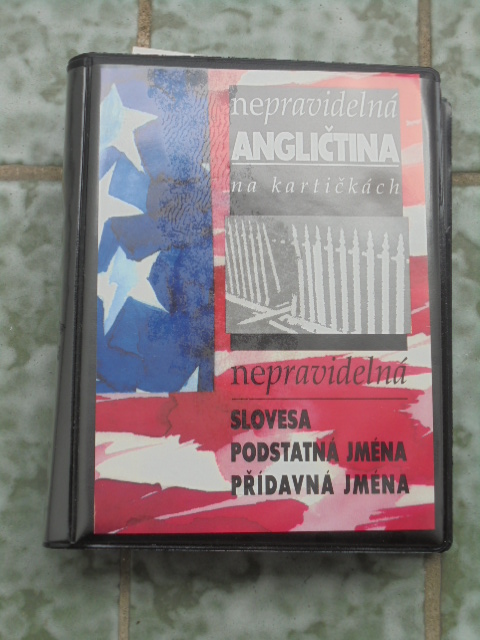 nepravidelná
ANGLIČTINA
na kartičkách
nepravidelná
SLOVESA
PODSTATNÁ JMÉNA
PŘÍDAVNÁ JMÉNA